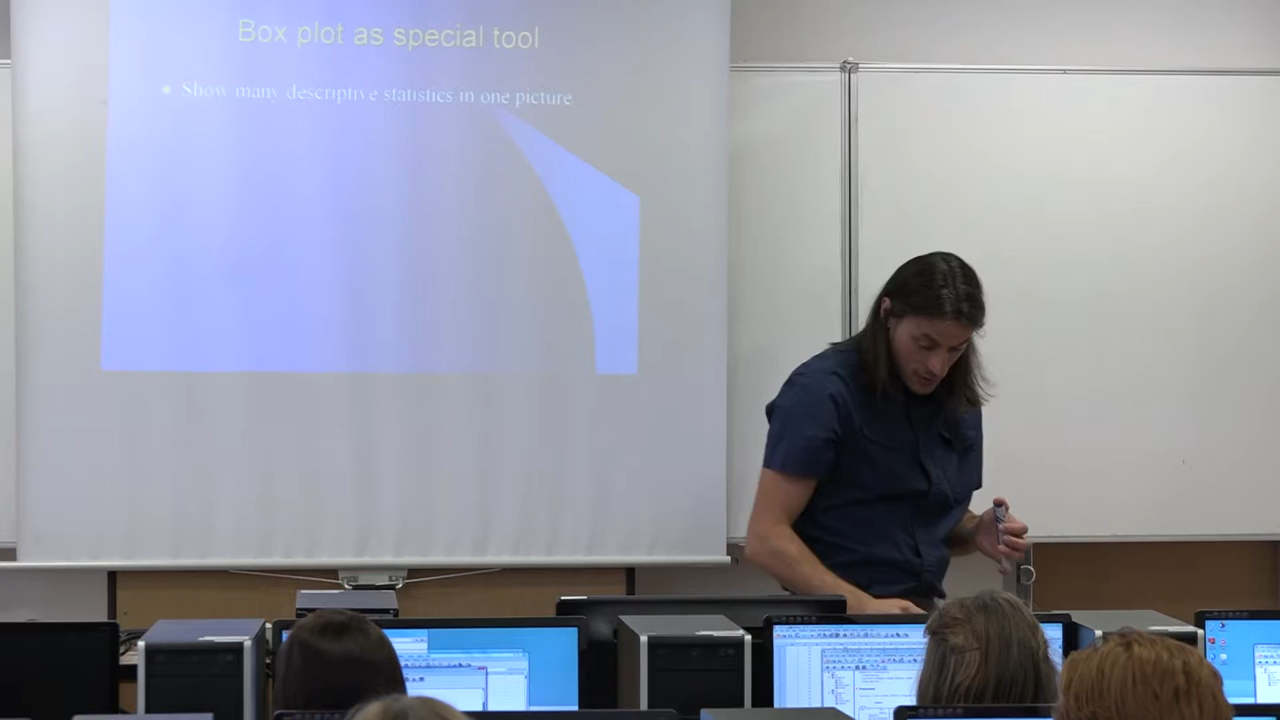 Box plot as special tool
• Show many descriptive statistics in one picture